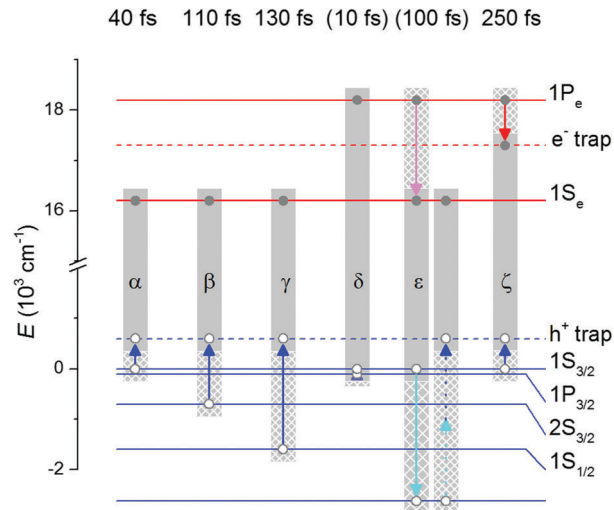 40 fs 110 fs 130 fs (10 fs) (100 fs) 250 fs
1Pe
18
e- trap
1Se
16
E (10³ cm⁻¹)
α β γ δ ε ζ
h+ trap
0
1S3/2
1P3/2
2S3/2
1S1/2
-2